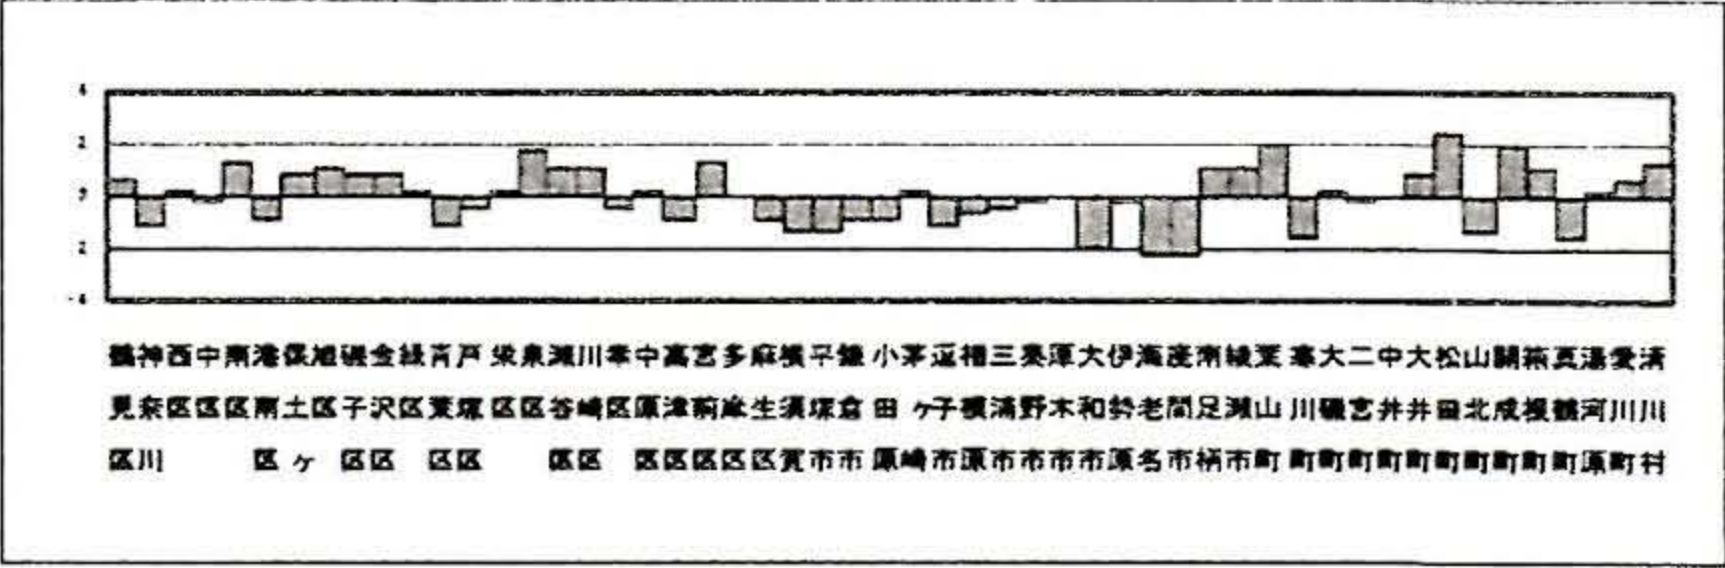 4
2
2
-4
鶴見区
神奈川
西区
中区
南区
港南区
保土ヶ
旭区
磯子区
金沢区
緑区
青葉区
戸塚区
栄区
泉区
瀬谷区
川崎区
幸区
中原区
高津区
宮前区
多摩区
麻生区
横須賀
平塚市
鎌倉市
小田原
茅ヶ崎
逗子市
相模原
三浦市
秦野市
厚木市
大和市
伊勢原
海老名
座間市
南足柄
綾瀬市
葉山町
寒川町
大磯町
二宮町
中井町
大井町
松田町
山北町
開成町
箱根町
真鶴町
湯河原
愛川町
清川村